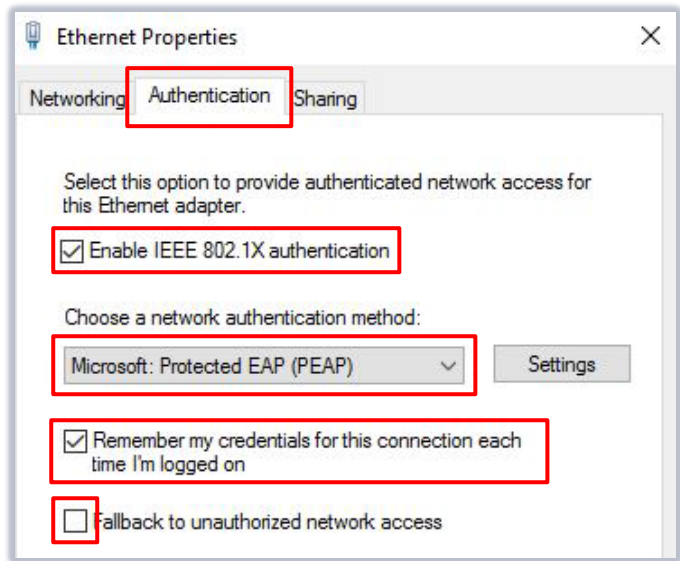 Ethernet Properties
Networking Authentication Sharing
Select this option to provide authenticated network access for
this Ethernet adapter.
Enable IEEE 802.1X authentication
Choose a network authentication method:
Microsoft: Protected EAP (PEAP) Settings
Remember my credentials for this connection each
time I'm logged on
Fallback to unauthorized network access